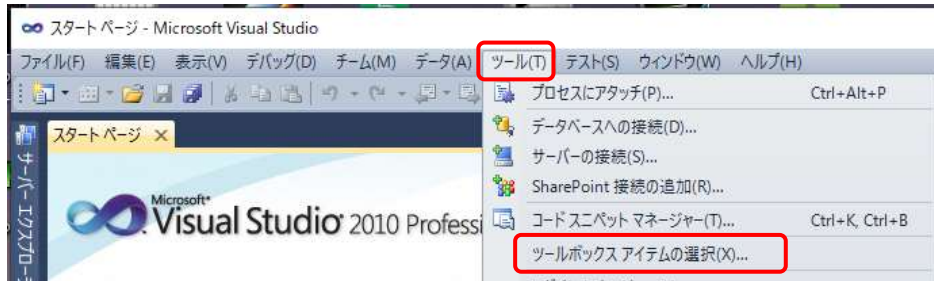 スタート ページ - Microsoft Visual Studio
ファイル(F) 編集(E) 表示(V) デバッグ(D) チーム(M) データ(A) ツール(T) テスト(S) ウィンドウ(W) ヘルプ(H)
プロセスにアタッチ(P)... Ctrl+Alt+P
スタート ページ
データベースへの接続(D)...
サーバーの接続(S)...
SharePoint 接続の追加(R)...
Microsoft
Visual Studio 2010 Professi
コード スニペット マネージャー(T)... Ctrl+K, Ctrl+B
ツールボックス アイテムの選択(X)...
サーバー エクスプロー